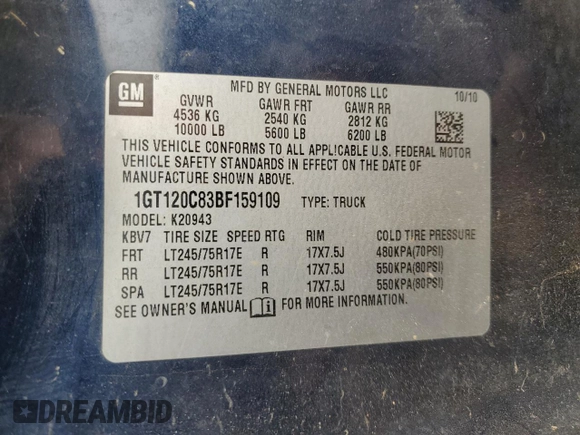 GM
MFD BY GENERAL MOTORS LLC
10/10
GVWR GAWR FRT GAWR RR
4536 KG 2540 KG 2812 KG
10000 LB 5600 LB 6200 LB
THIS VEHICLE CONFORMS TO ALL APPL!CABLE U.S. FEDERAL MOTOR
VEHICLE SAFETY STANDARDS IN EFFECT ON THE DATE OF
MANUFACTURE SHOWN ABOVE.
1GT120C83BF159109 TYPE: TRUCK
MODEL: K20943
KBV7 TIRE SIZE SPEED RTG RIM COLD TIRE PRESSURE
FRT LT245/75R17E R 17X7.5J 480KPA(70PSI)
RR LT245/75R17E R 17X7.5J 550KPA(80PSI)
SPA LT245/75R17E R 17X7.5J 550KPA(80PSI)
SEE OWNER'S MANUAL i FOR MORE INFORMATION.
DREAMBID